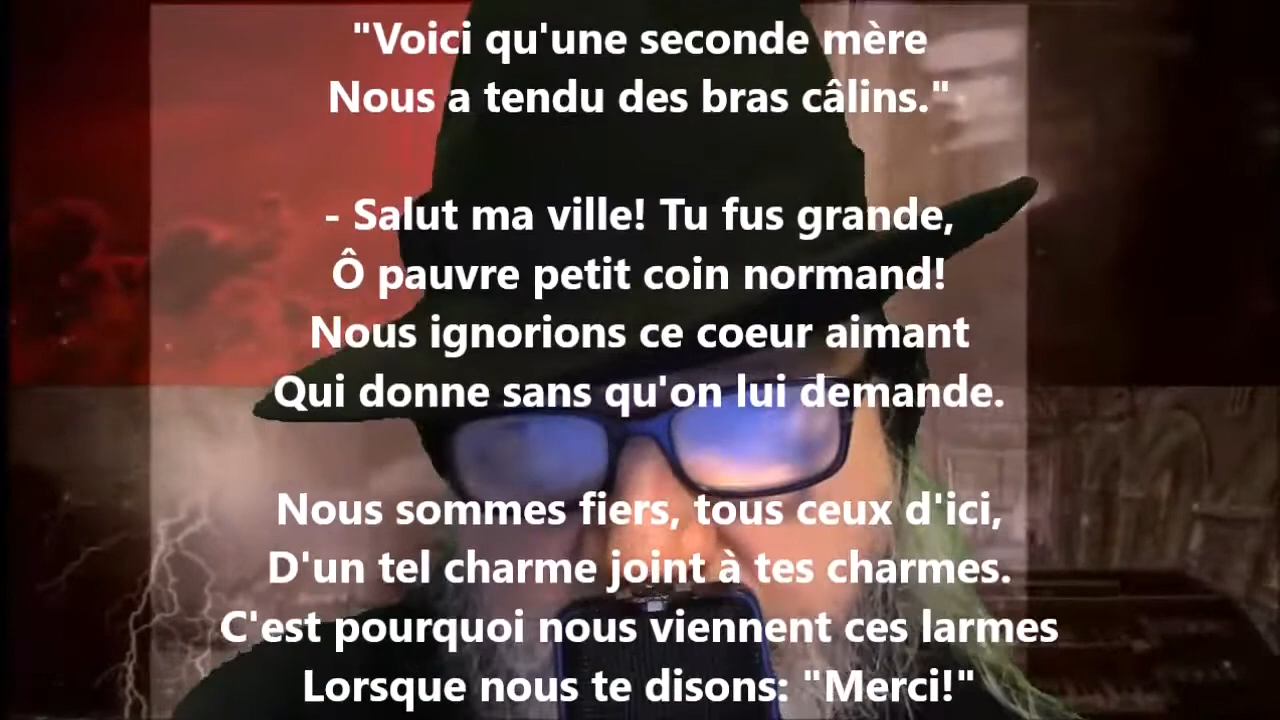 "Voici qu'une seconde mère
Nous a tendu des bras câlins."
- Salut ma ville! Tu fus grande,
Ô pauvre petit coin normand!
Nous ignorions ce coeur aimant
Qui donne sans qu'on lui demande.
Nous sommes fiers, tous ceux d'ici,
D'un tel charme joint à tes charmes.
C'est pourquoi nous viennent ces larmes
Lorsque nous te disons: "Merci!"